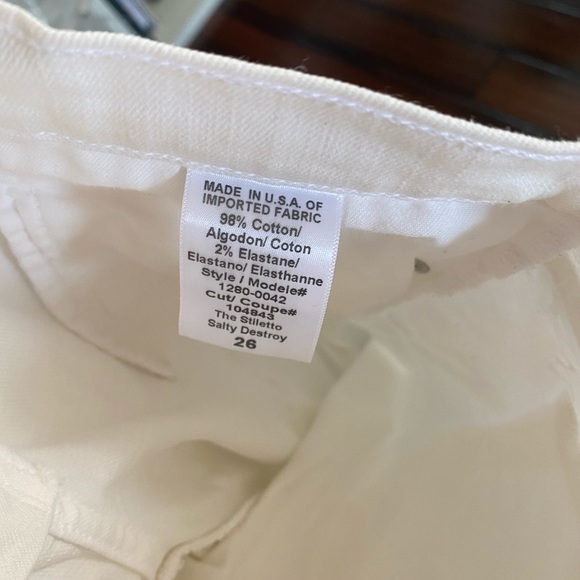 MADE IN U.S.A. OF
IMPORTED FABRIC
98% Cotton/
Algodon/ Coton
2% Elastane/
Elastano/ Elasthanne
Style / Modele#
1280-0042
Cut/ Coupe#
104843
The Stiletto
Salty Destroy
26